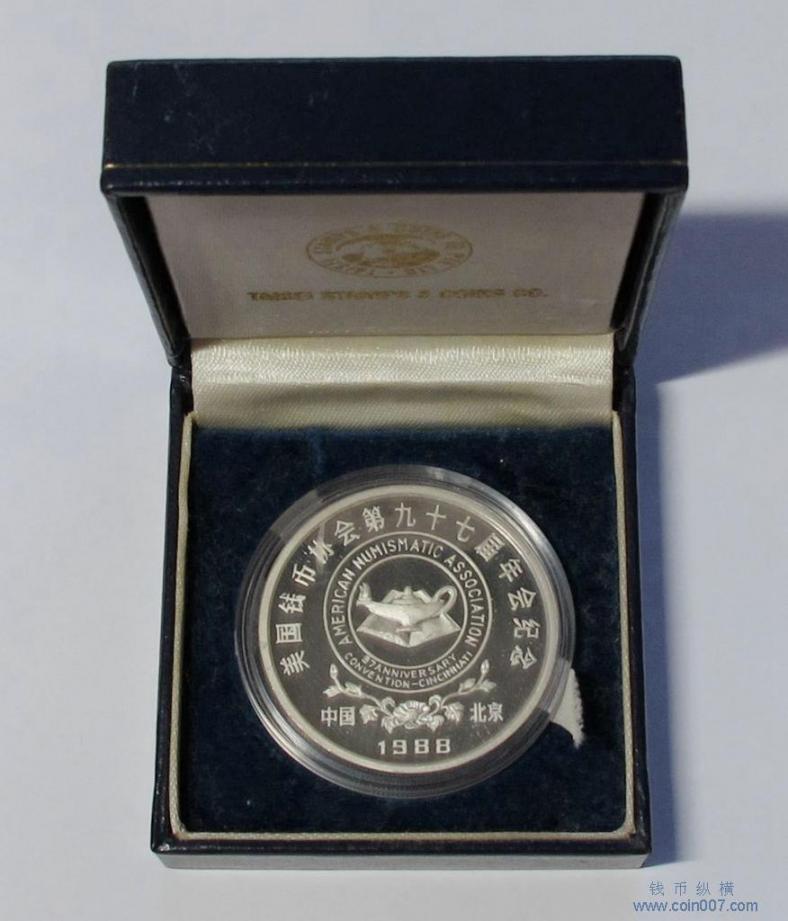 TAISEI STAMPS & COINS CO.
美国钱币协会第九十七届年会纪念
AMERICAN NUMISMATIC ASSOCIATION
97 ANNIVERSARY
CONVENTION-CINCINNATI
中国 北京
1988
钱币纵横
www.coin007.com